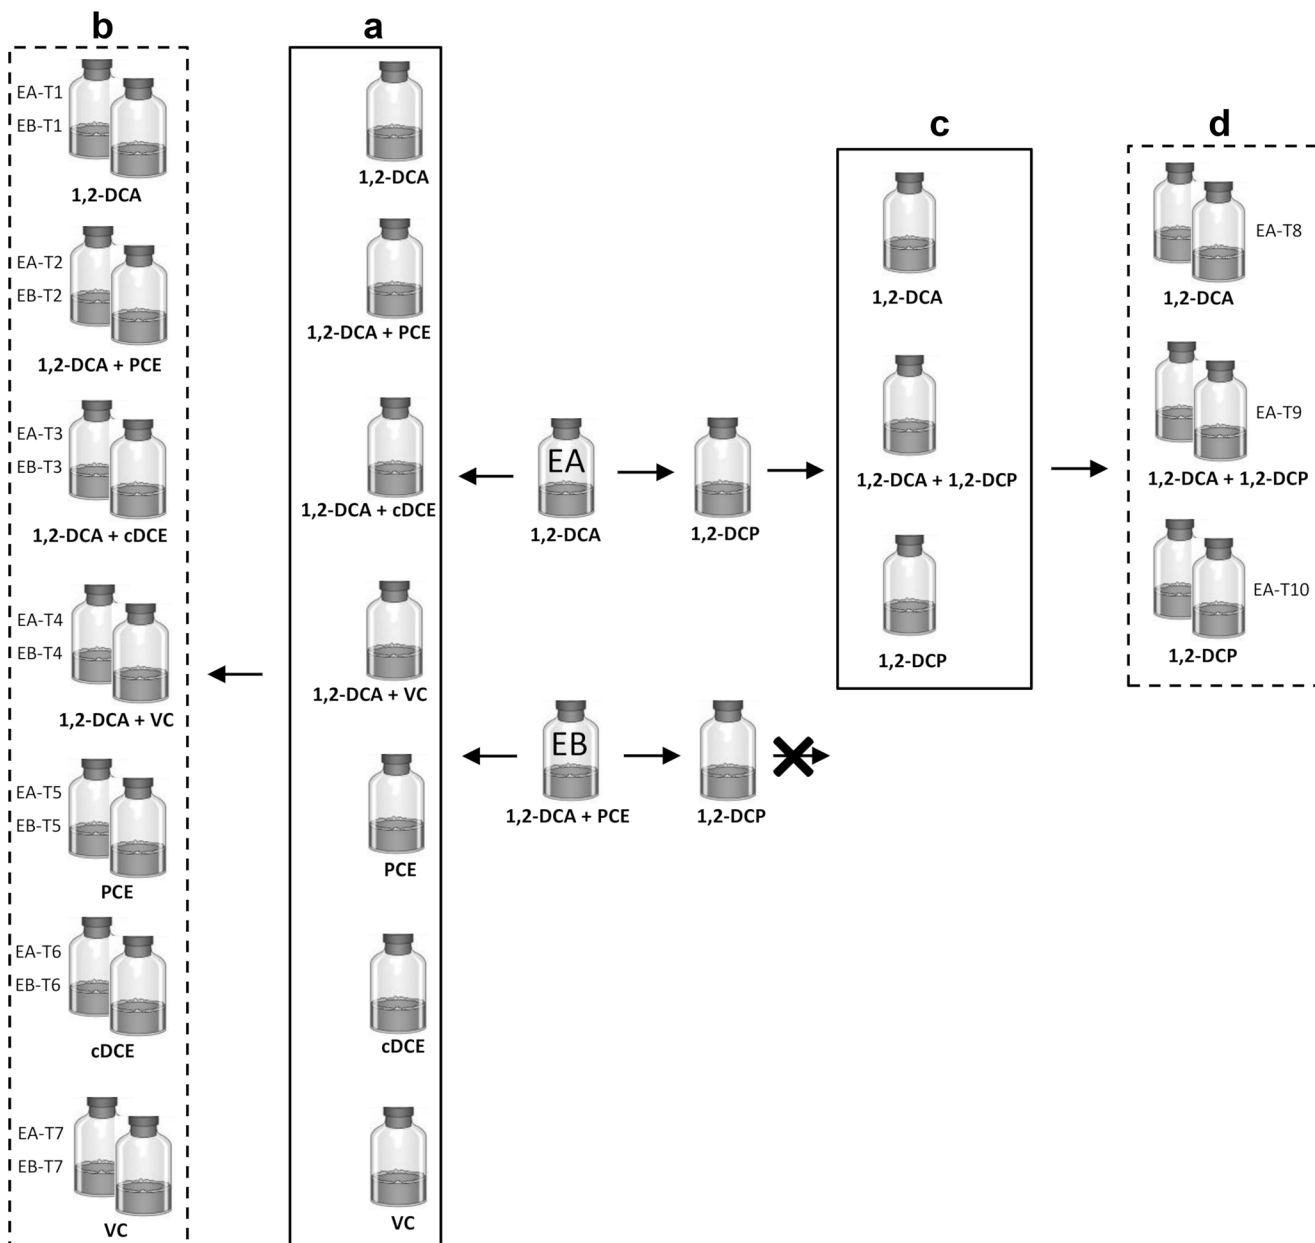 b
EA-T1
EB-T1
1,2-DCA
EA-T2
EB-T2
1,2-DCA + PCE
EA-T3
EB-T3
1,2-DCA + cDCE
EA-T4
EB-T4
1,2-DCA + VC
EA-T5
EB-T5
PCE
EA-T6
EB-T6
cDCE
EA-T7
EB-T7
VC
a
1,2-DCA
1,2-DCA + PCE
1,2-DCA + cDCE
1,2-DCA + VC
PCE
cDCE
VC
EA
1,2-DCA
1,2-DCP
EB
1,2-DCA + PCE
1,2-DCP
c
1,2-DCA
1,2-DCA + 1,2-DCP
1,2-DCP
d
EA-T8
1,2-DCA
EA-T9
1,2-DCA + 1,2-DCP
EA-T10
1,2-DCP